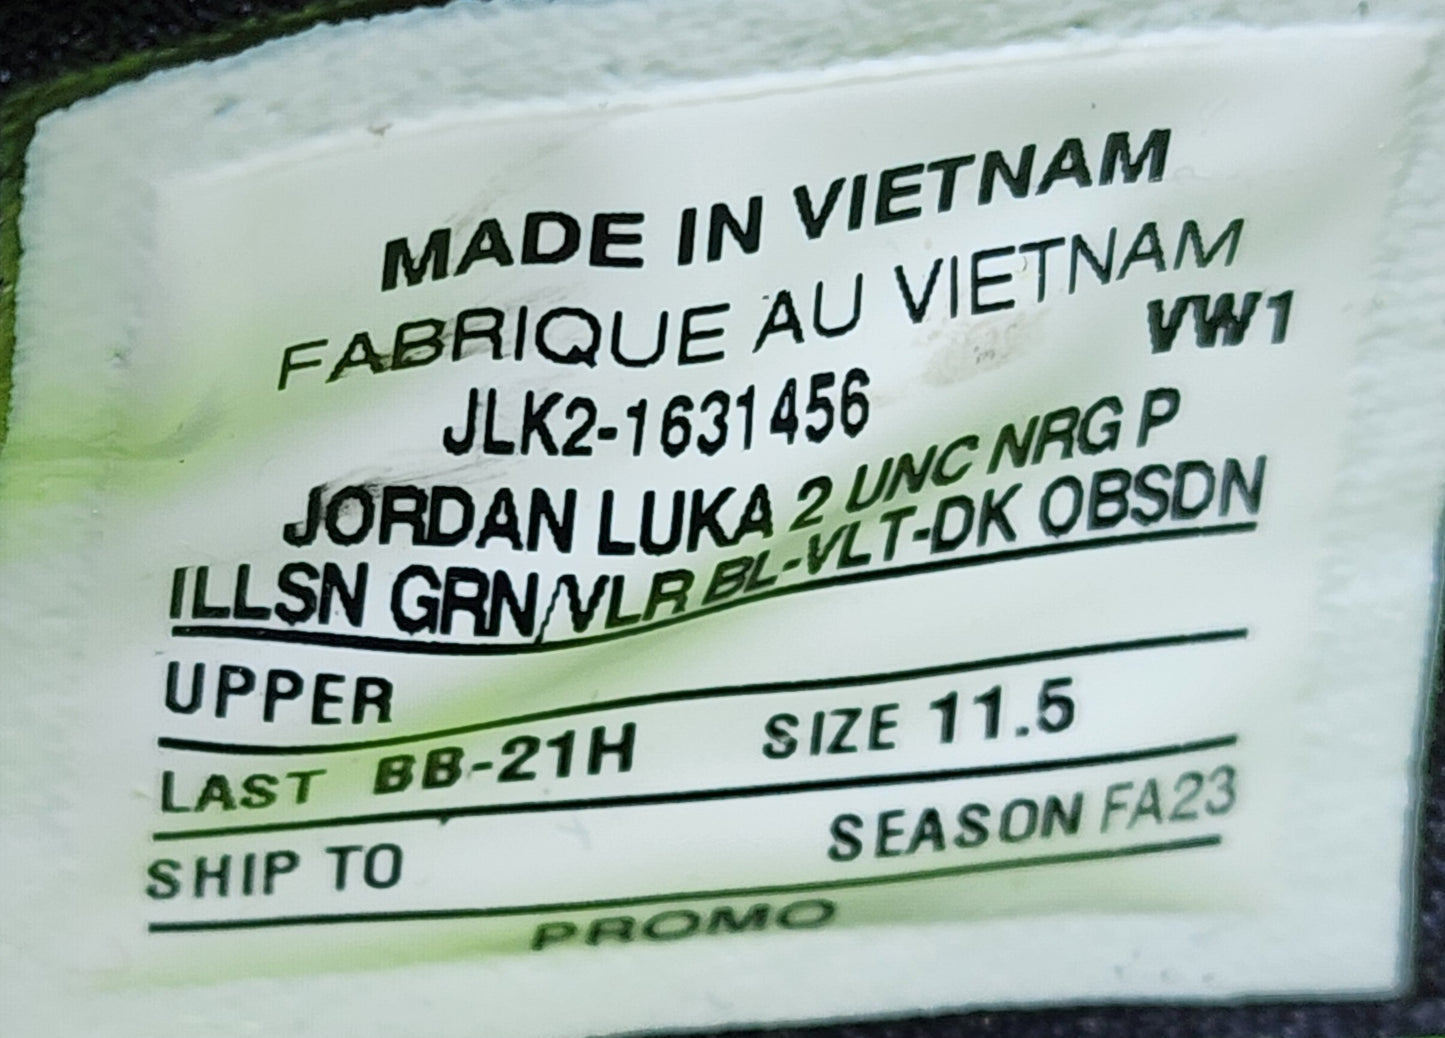 MADE IN VIETNAM
FABRIQUE AU VIETNAM
VW1
JLK2-1631456
JORDAN LUKA 2 UNC NRG P
ILLSN GRN/VLR BL-VLT-DK OBSDN
UPPER
LAST BB-21H SIZE 11.5
SHIP TO SEASON FA23
PROMO